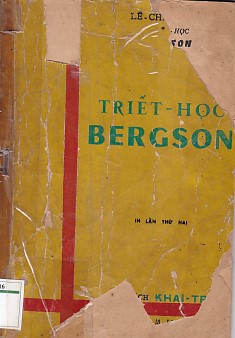 LÊ-CH
-HỌC
SON
TRIẾT-HỌC
BERGSON
IN LẦN THỨ HAI
CH KHAI-TR